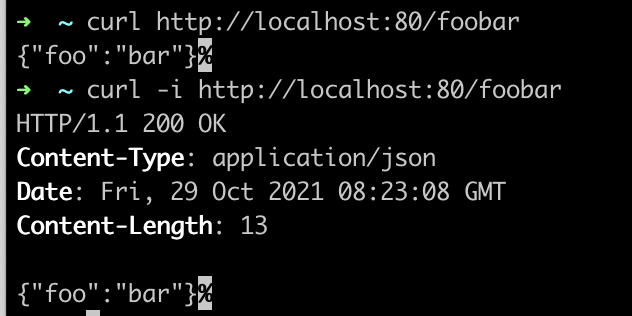 ➜  ~ curl http://localhost:80/foobar
{"foo":"bar"}%
➜  ~ curl -i http://localhost:80/foobar
HTTP/1.1 200 OK
Content-Type: application/json
Date: Fri, 29 Oct 2021 08:23:08 GMT
Content-Length: 13
{"foo":"bar"}%